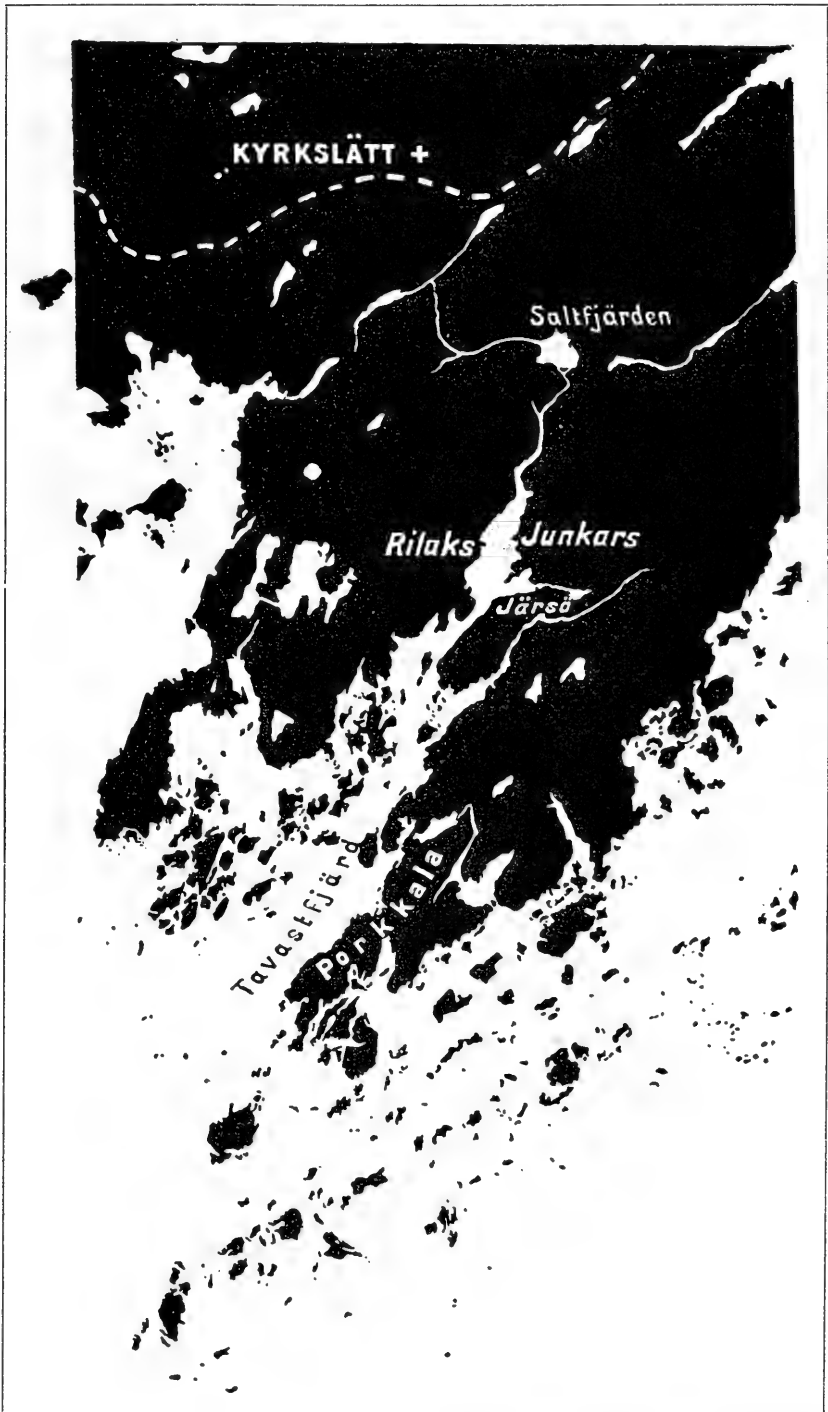 KYRKSLÄTT +
Saltfjärden
Rilaks
Junkars
Järsö
Tavastfjärd
Porkkala